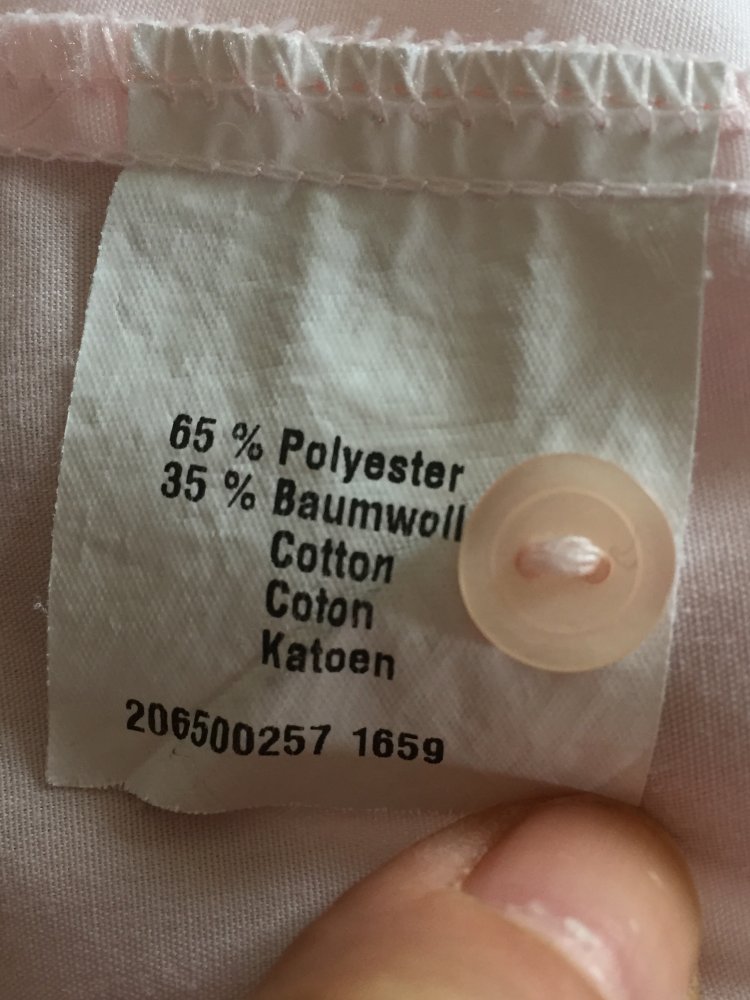 65 % Polyester
35 % Baumwoll
Cotton
Coton
Katoen
206500257 1659